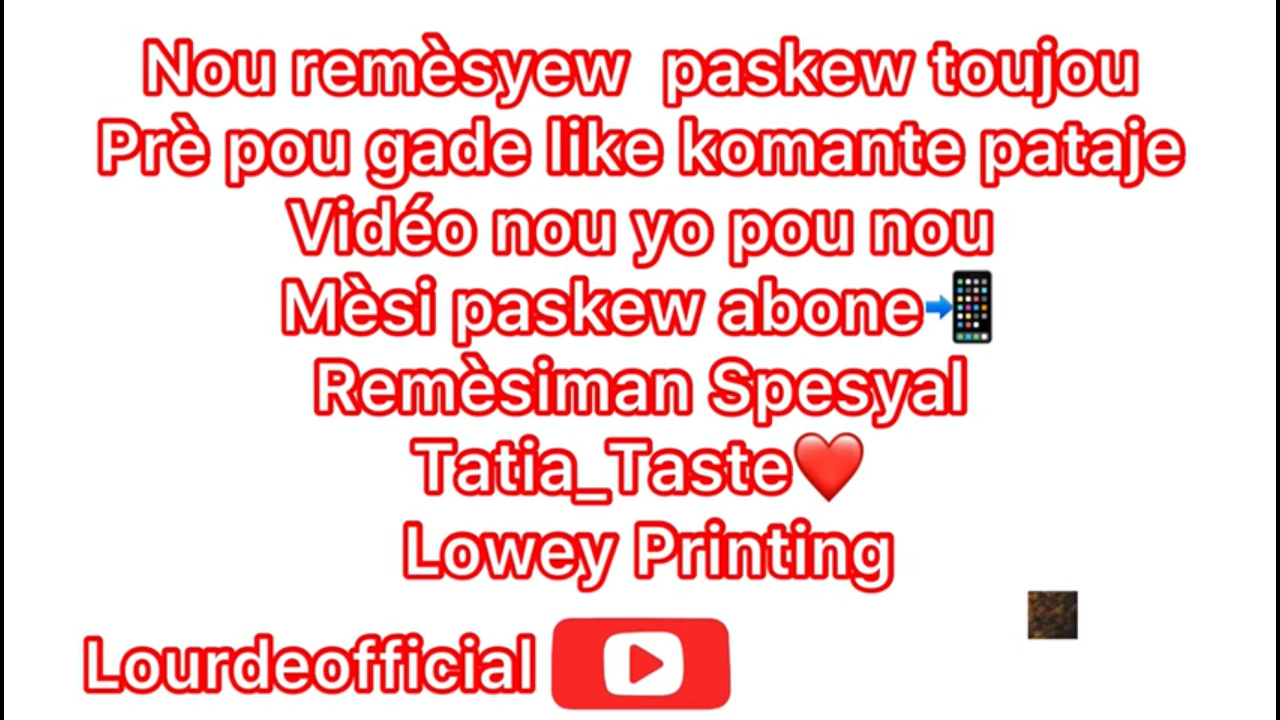 Nou remèsyew paskew toujou
Prè pou gade like komante pataje
Vidéo nou yo pou nou
Mèsi paskew abone📲
Remèsiman Spesyal
Tatia_Taste❤️
Lowey Printing
Lourdeofficial